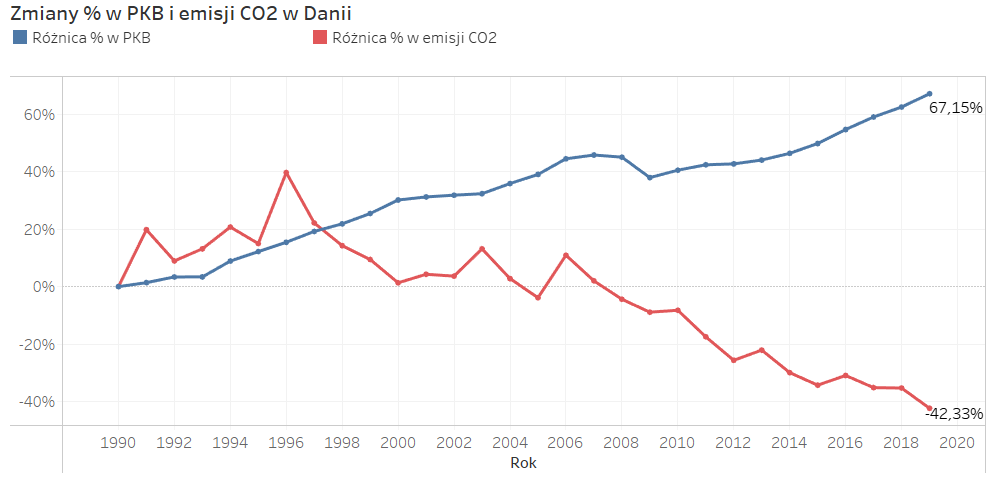 Zmiany % w PKB i emisji CO2 w Danii
Różnica % w PKB
Różnica % w emisji CO2
60%
40%
20%
0%
-20%
-40%
67,15%
-42,33%
1990 1992 1994 1996 1998 2000 2002 2004 2006 2008 2010 2012 2014 2016 2018 2020
Rok